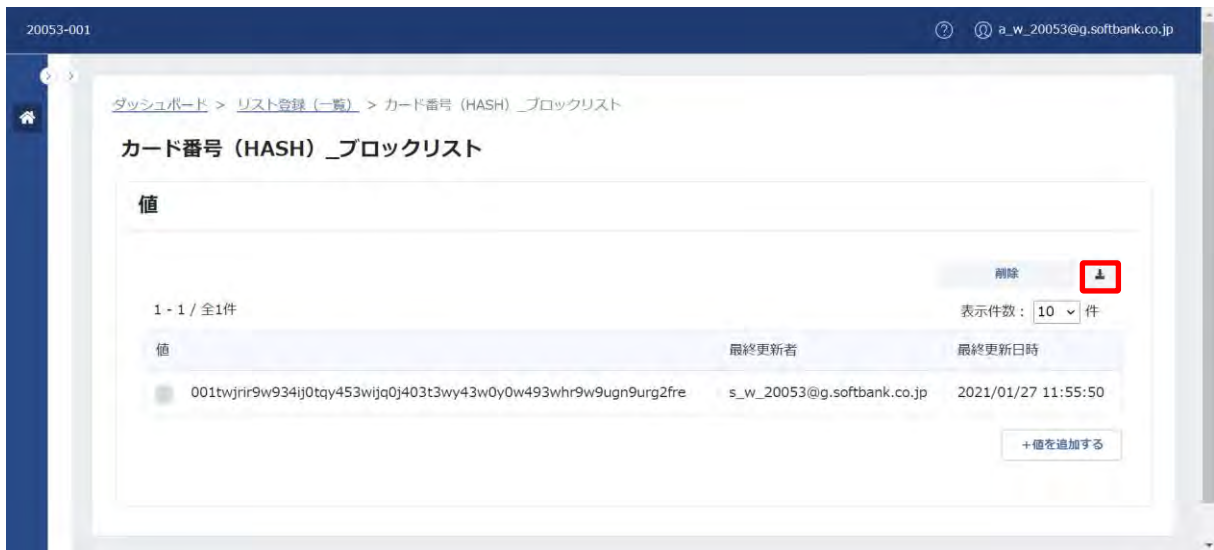 20053-001
a_w_20053@g.softbank.co.jp
ダッシュボード > リスト登録（一覧） > カード番号（HASH）_ブロックリスト
カード番号（HASH）_ブロックリスト
値
削除
1 - 1 / 全1件
表示件数： 10 件
値 最終更新者 最終更新日時
001twjrir9w934ij0tqy453wijq0j403t3wy43w0y0w493whr9w9ugn9urg2fre s_w_20053@g.softbank.co.jp 2021/01/27 11:55:50
+値を追加する